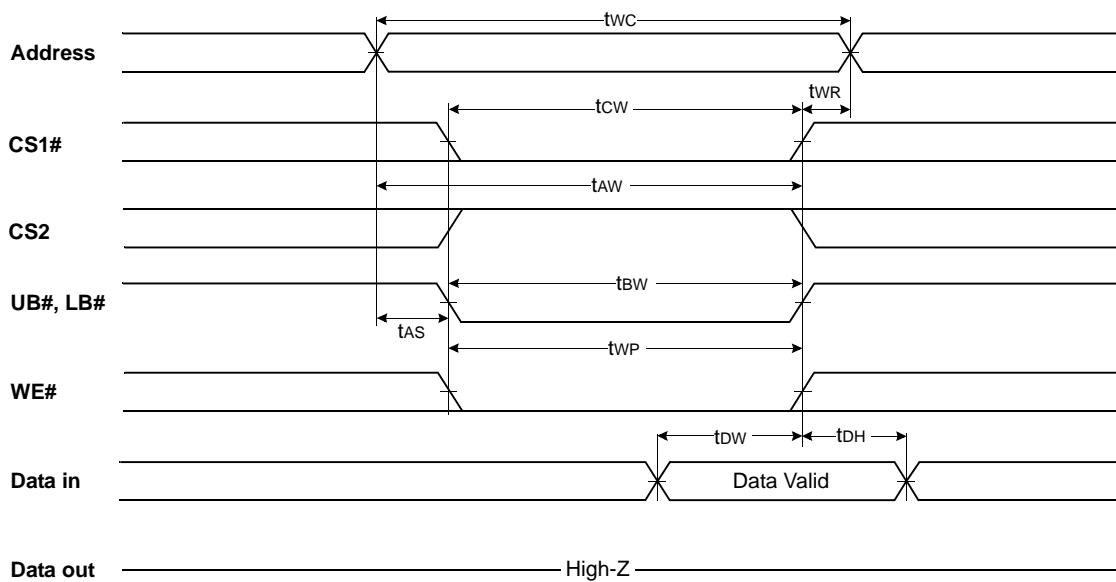 tWC
Address
tCW
tWR
CS1#
tAW
CS2
tBW
UB#, LB#
tAS
tWP
WE#
tDW
tDH
Data in
Data Valid
Data out
High-Z